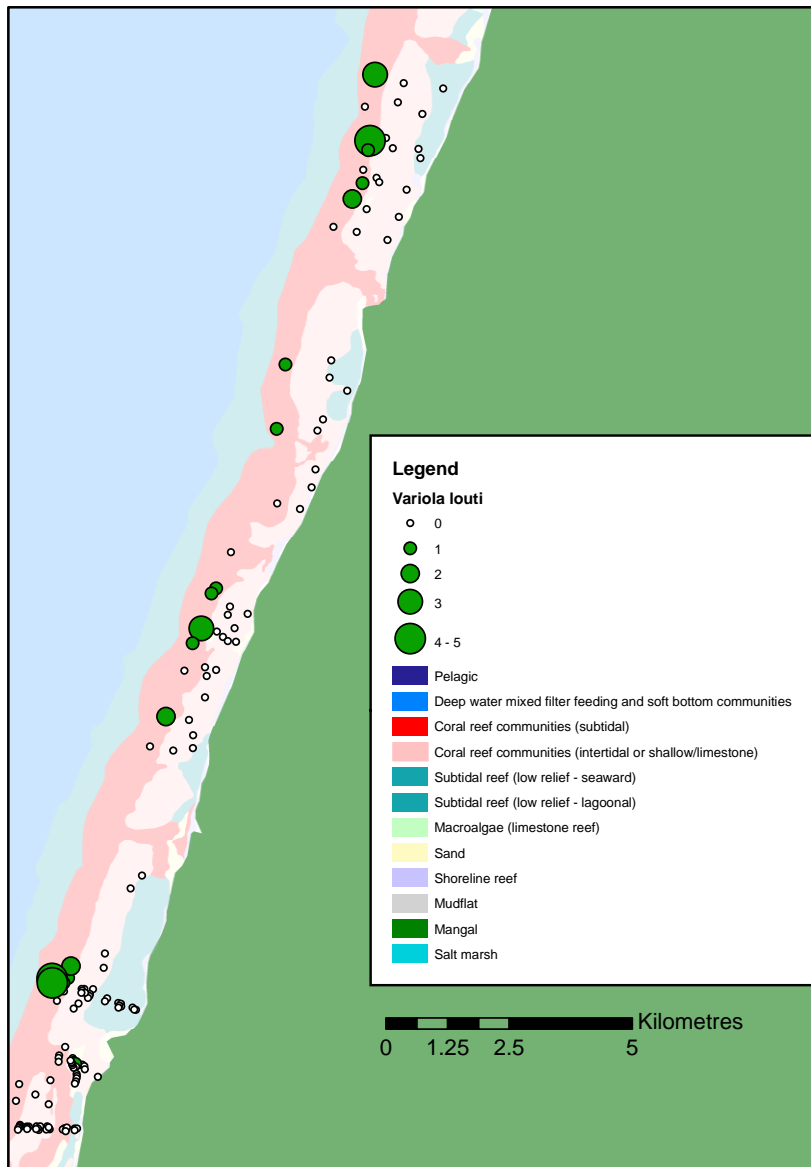 Legend
Variola louti
0
1
2
3
4 - 5
Pelagic
Deep water mixed filter feeding and soft bottom communities
Coral reef communities (subtidal)
Coral reef communities (intertidal or shallow/limestone)
Subtidal reef (low relief - seaward)
Subtidal reef (low relief - lagoonal)
Macroalgae (limestone reef)
Sand
Shoreline reef
Mudflat
Mangal
Salt marsh
Kilometres
0 1.25 2.5 5